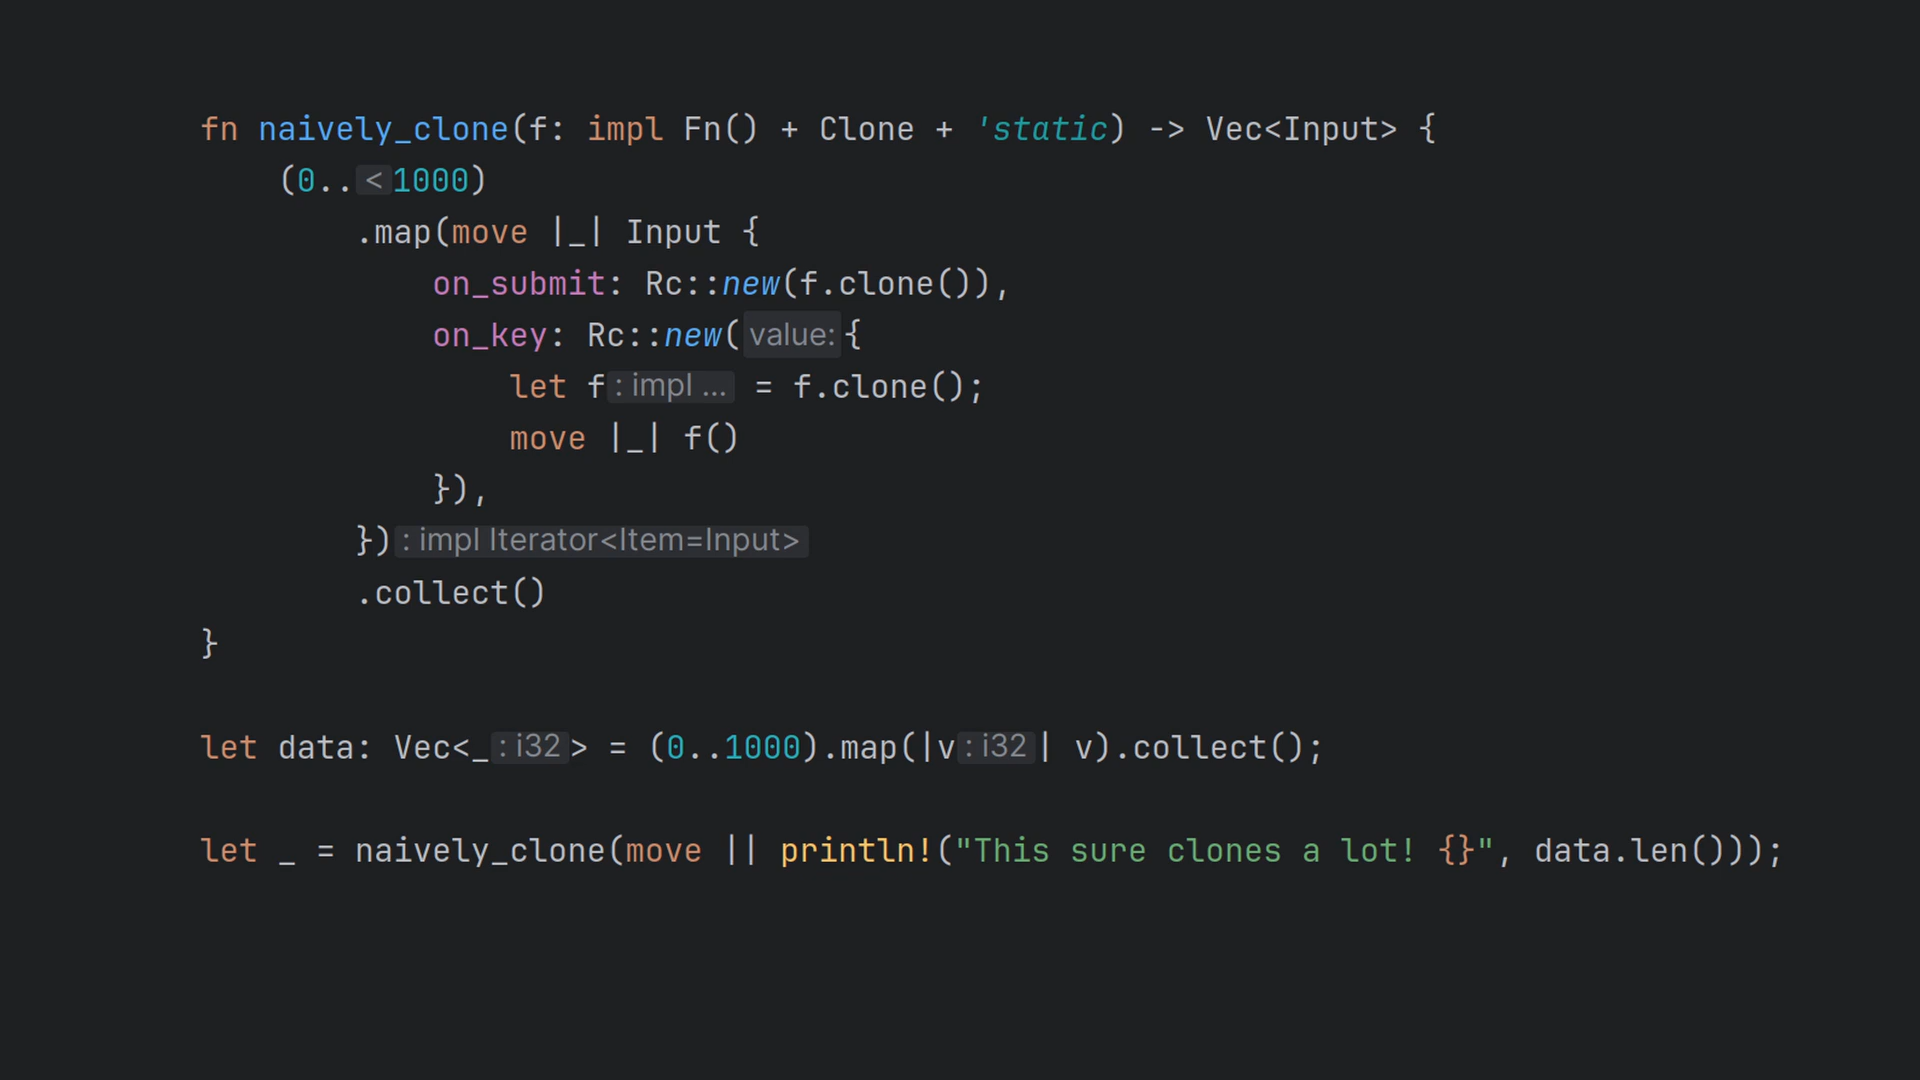 fn naively_clone(f: impl Fn() + Clone + 'static) -> Vec<Input> {
(0..<1000)
.map(move |_| Input {
on_submit: Rc::new(f.clone()),
on_key: Rc::new(value:{
let f: impl ... = f.clone();
move |_| f()
}),
}): impl Iterator<Item=Input>
.collect()
}
let data: Vec<_: i32> = (0..1000).map(|v: i32| v).collect();
let _ = naively_clone(move || println!("This sure clones a lot! {}", data.len()));